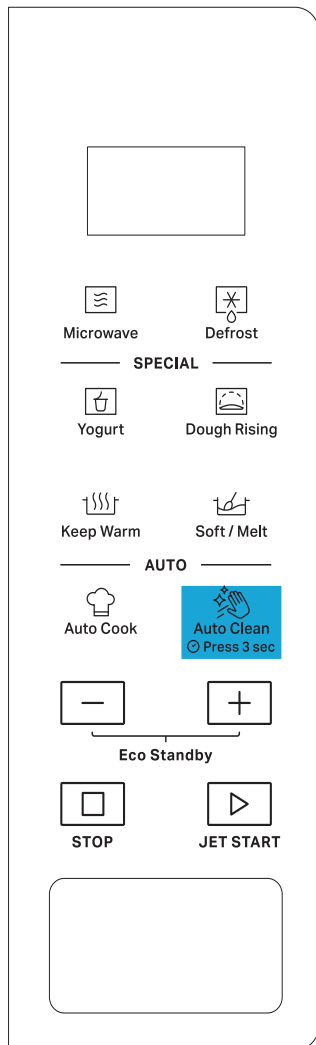 Microwave Defrost
SPECIAL
Yogurt Dough Rising
Keep Warm Soft / Melt
AUTO
Auto Cook Auto Clean
Press 3 sec
Eco Standby
STOP JET START